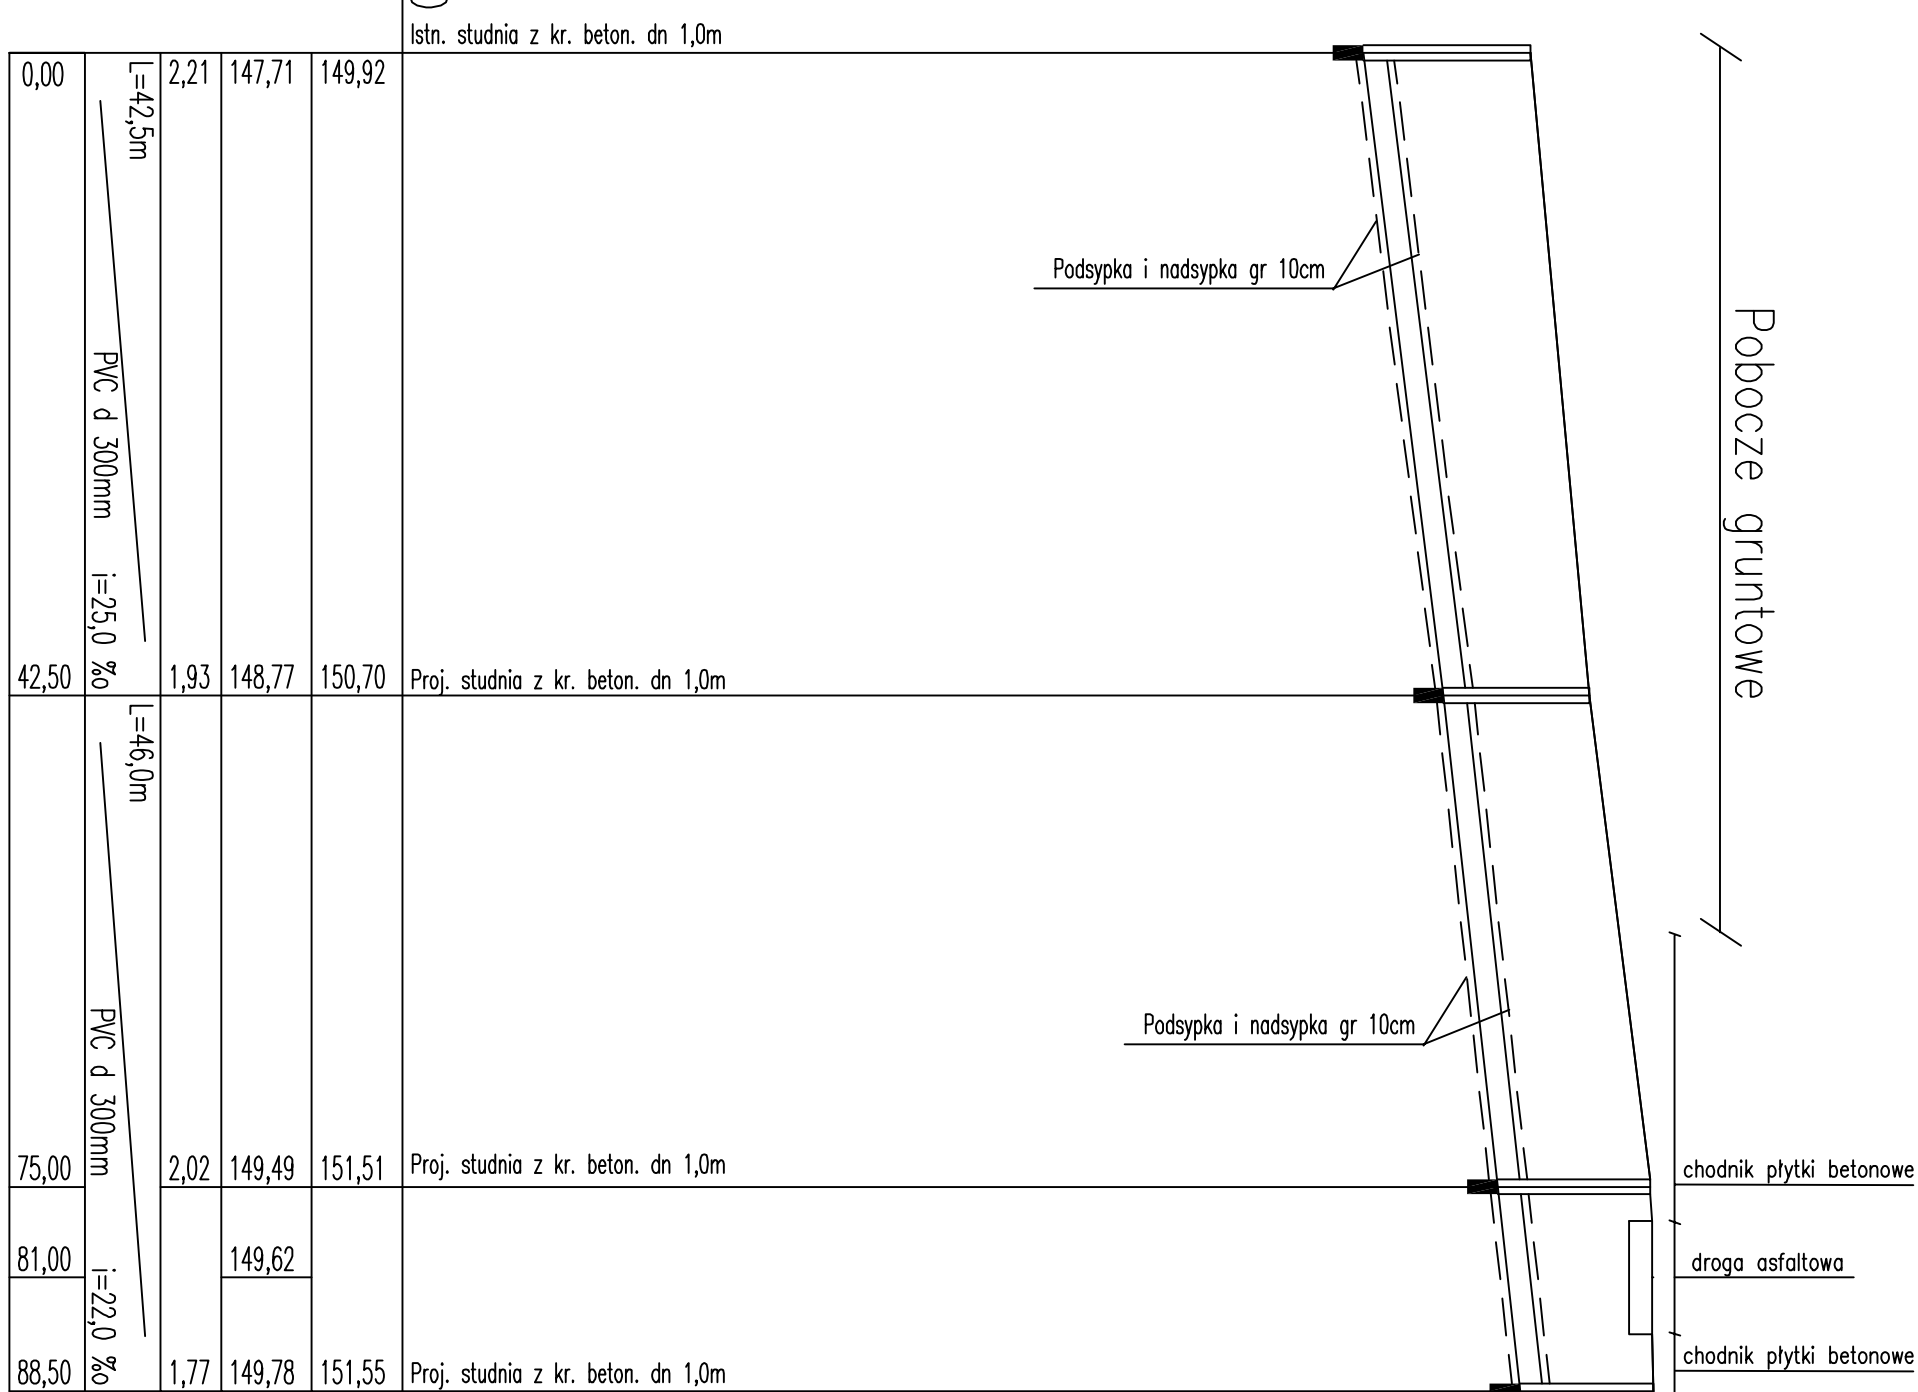 Istn. studnia z kr. beton. dn 1,0m
0,00
L=42,5m
2,21
147,71
149,92
Podsypka i nadsypka gr 10cm
Pobocze gruntowe
PVC d 300mm i=25,0 ‰
42,50
1,93
148,77
150,70
Proj. studnia z kr. beton. dn 1,0m
L=46,0m
Podsypka i nadsypka gr 10cm
PVC d 300mm i=22,0 ‰
75,00
2,02
149,49
151,51
Proj. studnia z kr. beton. dn 1,0m
chodnik płytki betonowe
81,00
149,62
droga asfaltowa
chodnik płytki betonowe
88,50
1,77
149,78
151,55
Proj. studnia z kr. beton. dn 1,0m